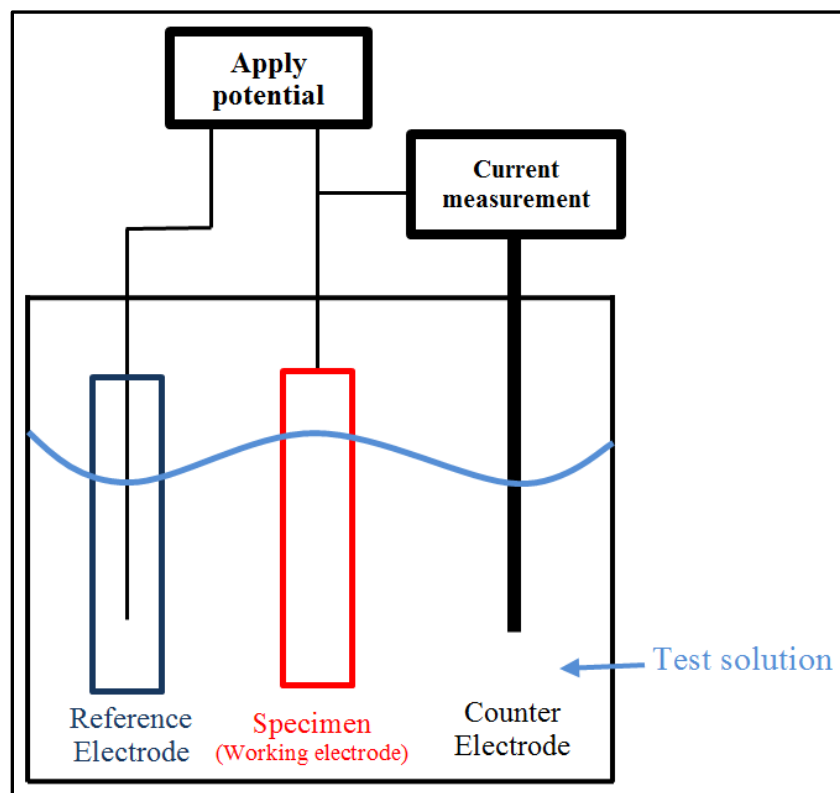 Apply
potential
Current
measurement
Test solution
Reference
Electrode
Specimen
(Working electrode)
Counter
Electrode